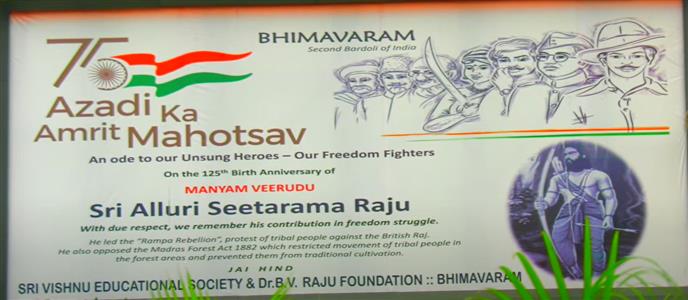 75
Azadi Ka
Amrit Mahotsav
BHIMAVARAM
Second Bardoli of India
An ode to our Unsung Heroes – Our Freedom Fighters
On the 125th Birth Anniversary of
MANYAM VEERUDU
Sri Alluri Seetarama Raju
With due respect, we remember his contribution in freedom struggle.
He led the "Rampa Rebellion", protest of tribal people against the British Raj.
He also opposed the Madras Forest Act 1882 which restricted movement of tribal people in
the forest areas and prevented them from traditional cultivation.
JAI HIND
SRI VISHNU EDUCATIONAL SOCIETY & Dr.B.V. RAJU FOUNDATION :: BHIMAVARAM